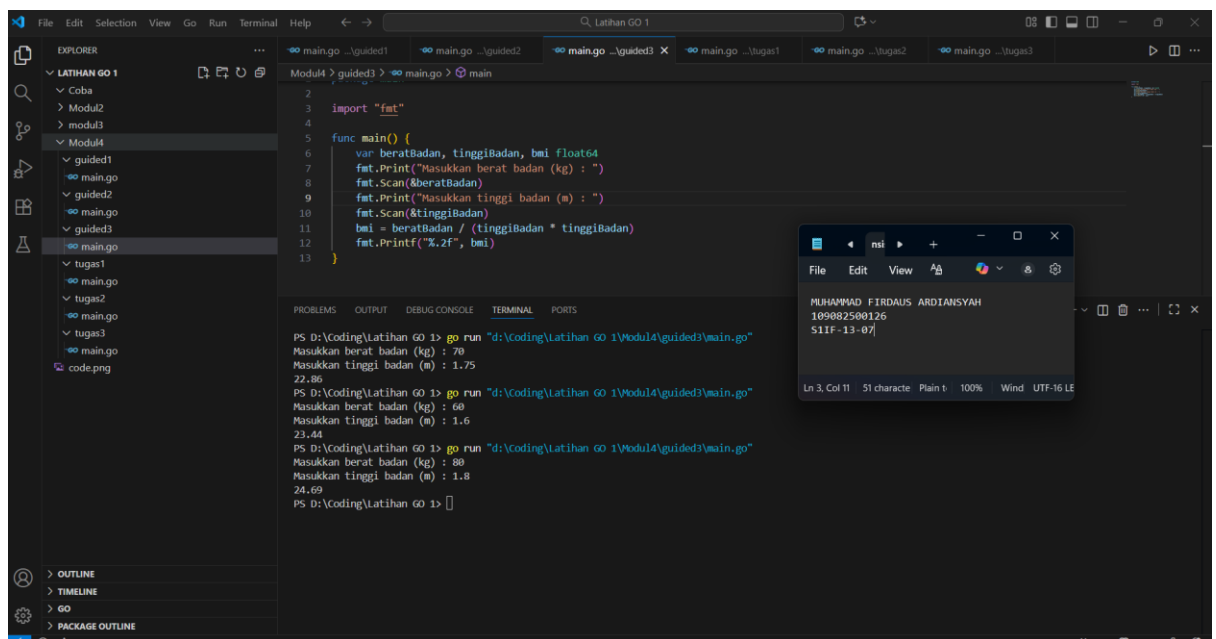 File Edit Selection View Go Run Terminal Help
Latihan GO 1
EXPLORER
LATIHAN GO 1
Coba
Modul2
modul3
Modul4
guided1
main.go
guided2
main.go
guided3
main.go
tugas1
main.go
tugas2
main.go
tugas3
main.go
code.png
OUTLINE
TIMELINE
GO
PACKAGE OUTLINE
main.go ...\guided1 main.go ...\guided2 main.go ...\guided3 main.go ...\tugas1 main.go ...\tugas2 main.go ...\tugas3
Modul4 > guided3 > main.go > main
2
3 import "fmt"
4
5 func main() {
6 var beratBadan, tinggiBadan, bmi float64
7 fmt.Print("Masukkan berat badan (kg) : ")
8 fmt.Scan(&beratBadan)
9 fmt.Print("Masukkan tinggi badan (m) : ")
10 fmt.Scan(&tinggiBadan)
11 bmi = beratBadan / (tinggiBadan * tinggiBadan)
12 fmt.Printf("%.2f", bmi)
13 }
PROBLEMS OUTPUT DEBUG CONSOLE TERMINAL PORTS
PS D:\Coding\Latihan GO 1> go run "d:\Coding\Latihan GO 1\Modul4\guided3\main.go"
Masukkan berat badan (kg) : 70
Masukkan tinggi badan (m) : 1.75
22.86
PS D:\Coding\Latihan GO 1> go run "d:\Coding\Latihan GO 1\Modul4\guided3\main.go"
Masukkan berat badan (kg) : 60
Masukkan tinggi badan (m) : 1.6
23.44
PS D:\Coding\Latihan GO 1> go run "d:\Coding\Latihan GO 1\Modul4\guided3\main.go"
Masukkan berat badan (kg) : 80
Masukkan tinggi badan (m) : 1.8
24.69
PS D:\Coding\Latihan GO 1>
nsi
File Edit View
MUHAMMAD FIRDAUS ARDIANSYAH
109082500126
S1IF-13-07
Ln 3, Col 11 51 characte Plain t 100% Wind UTF-16 LE